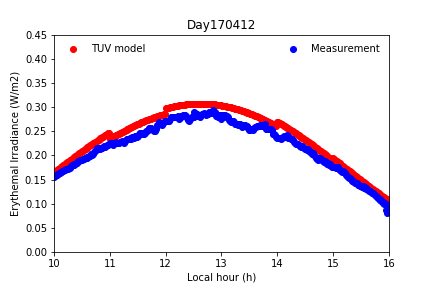 Day170412
TUV model
Measurement
Erythemal Irradiance (W/m2)
0.45
0.40
0.35
0.30
0.25
0.20
0.15
0.10
0.05
0.00
10 11 12 13 14 15 16
Local hour (h)